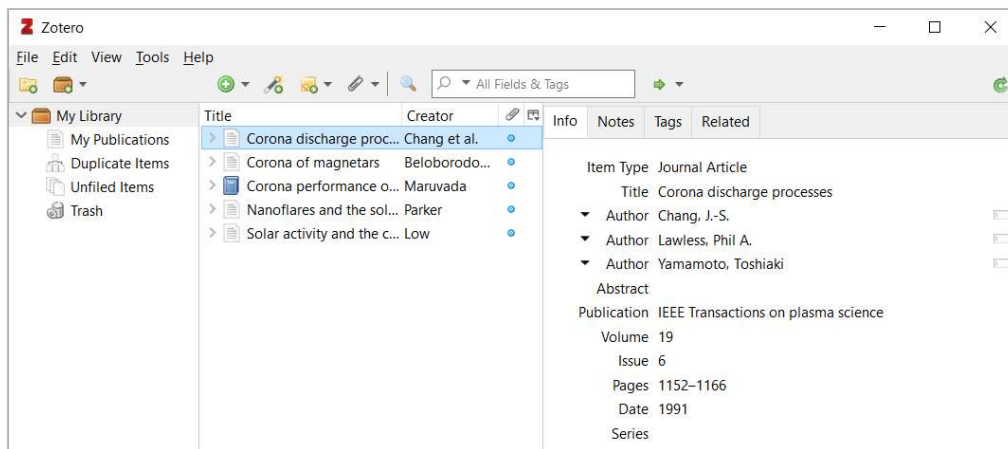 Zotero
File Edit View Tools Help
All Fields & Tags
My Library
My Publications
Duplicate Items
Unfiled Items
Trash
Title Creator
Corona discharge proc... Chang et al.
Corona of magnetars Beloborodo...
Corona performance o... Maruvada
Nanoflares and the sol... Parker
Solar activity and the c... Low
Info Notes Tags Related
Item Type Journal Article
Title Corona discharge processes
Author Chang, J.-S.
Author Lawless, Phil A.
Author Yamamoto, Toshiaki
Abstract
Publication IEEE Transactions on plasma science
Volume 19
Issue 6
Pages 1152–1166
Date 1991
Series